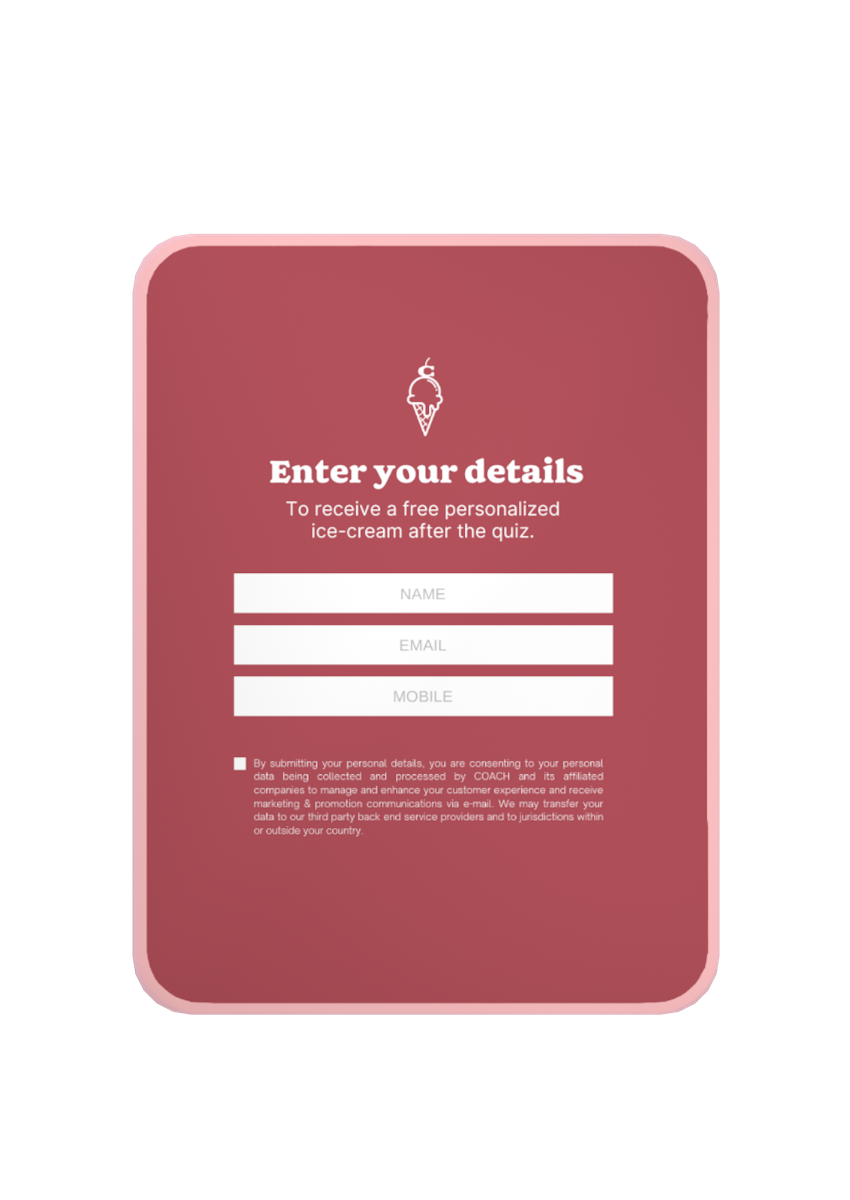 C
Enter your details
To receive a free personalized
ice-cream after the quiz.
NAME
EMAIL
MOBILE
By submitting your personal details, you are consenting to your personal
data being collected and processed by COACH and its affiliated
companies to manage and enhance your customer experience and receive
marketing & promotion communications via e-mail. We may transfer your
data to our third party back end service providers and to jurisdictions within
or outside your country.